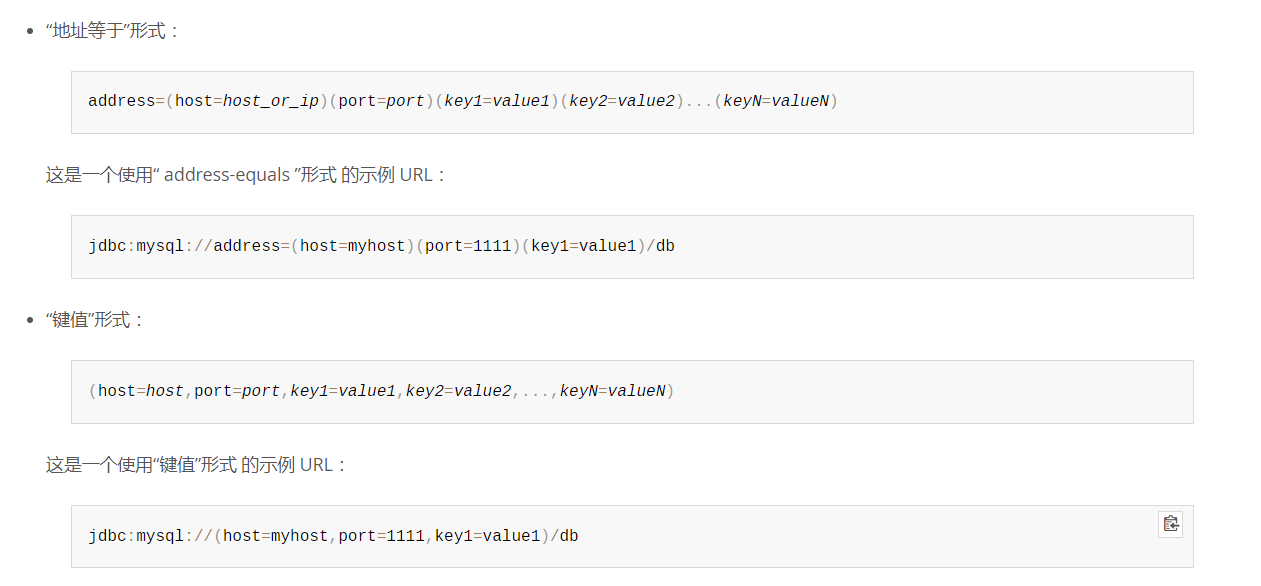 “地址等于”形式：
address=(host=host_or_ip)(port=port)(key1=value1)(key2=value2)...(keyN=valueN)
这是一个使用“ address-equals ”形式 的示例 URL：
jdbc:mysql://address=(host=myhost)(port=1111)(key1=value1)/db
“键值”形式：
(host=host,port=port,key1=value1,key2=value2,...,keyN=valueN)
这是一个使用“键值”形式 的示例 URL：
jdbc:mysql://(host=myhost,port=1111,key1=value1)/db